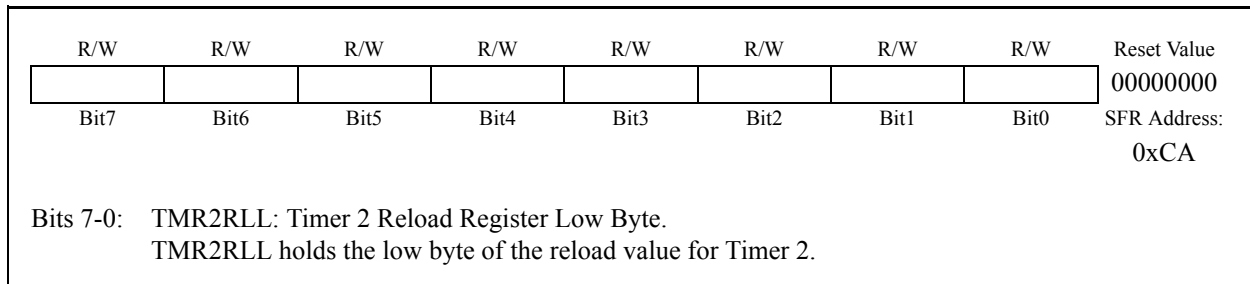 R/W R/W R/W R/W R/W R/W R/W R/W Reset Value
00000000
Bit7 Bit6 Bit5 Bit4 Bit3 Bit2 Bit1 Bit0 SFR Address:
0xCA
Bits 7-0: TMR2RLL: Timer 2 Reload Register Low Byte.
TMR2RLL holds the low byte of the reload value for Timer 2.